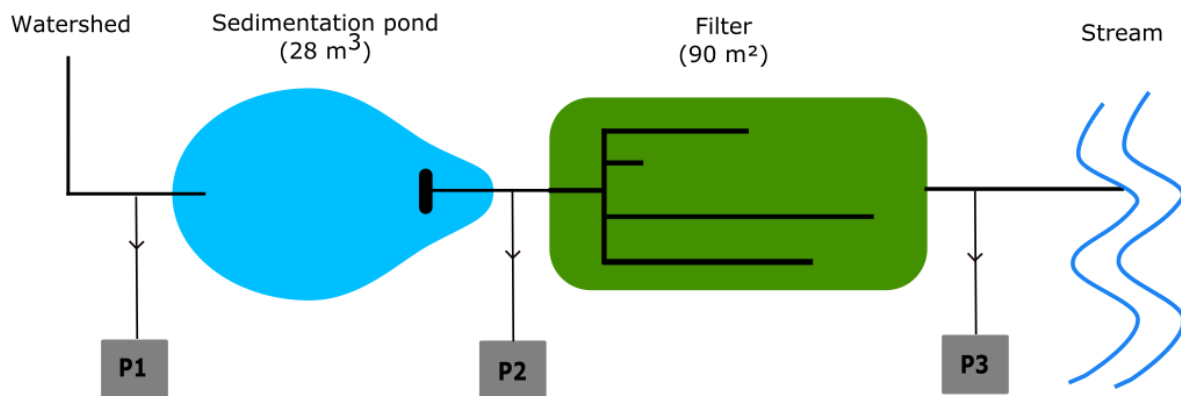 Watershed
Sedimentation pond
(28 m³)
Filter
(90 m²)
Stream
P1
P2
P3